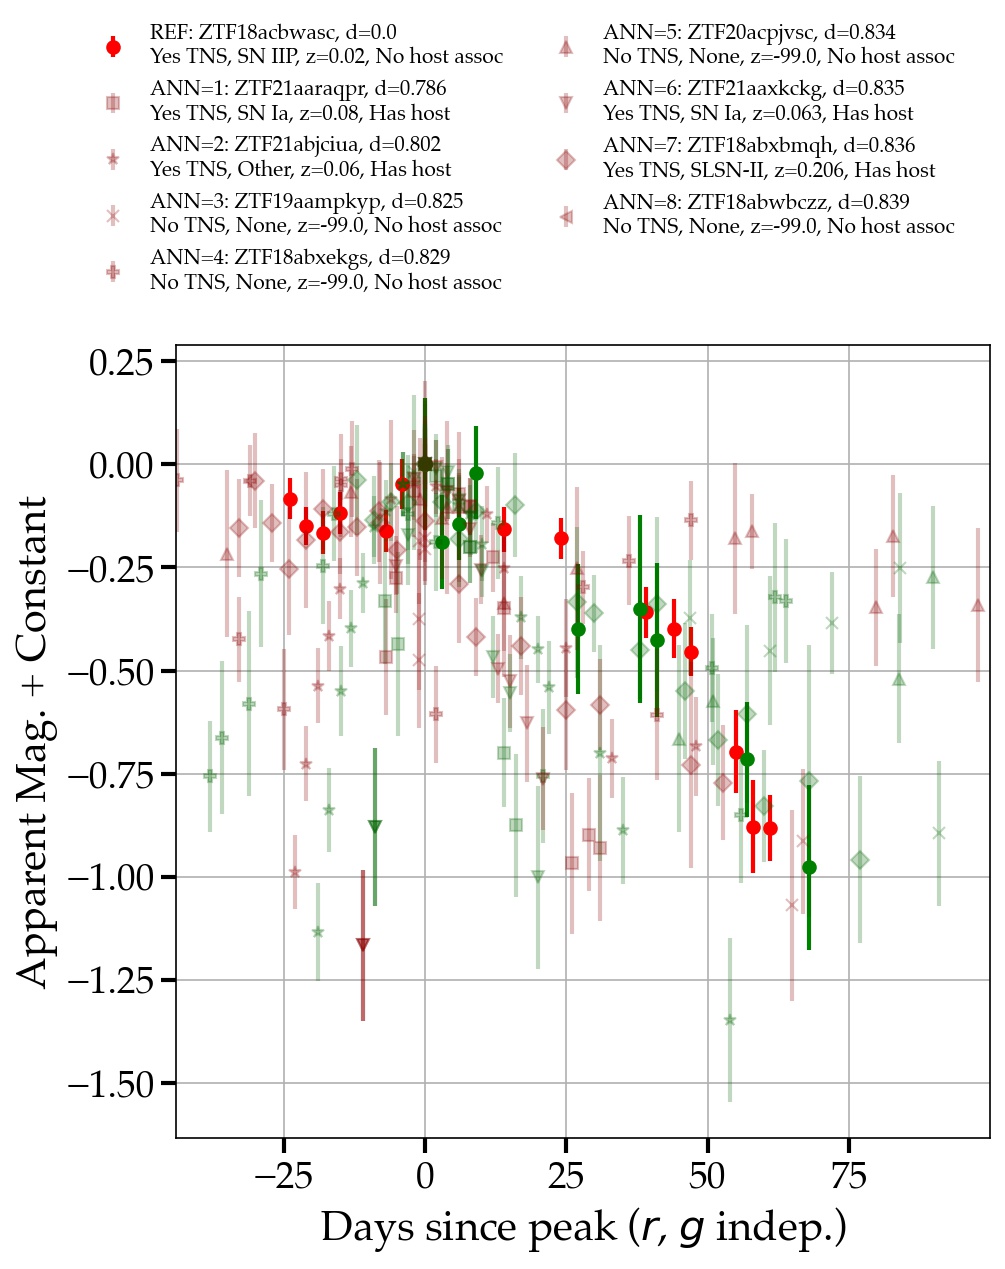 REF: ZTF18acbwasc, d=0.0
Yes TNS, SN IIP, z=0.02, No host assoc
ANN=1: ZTF21aaraqpr, d=0.786
Yes TNS, SN Ia, z=0.08, Has host
ANN=2: ZTF21abjciua, d=0.802
Yes TNS, Other, z=0.06, Has host
ANN=3: ZTF19aampkyp, d=0.825
No TNS, None, z=-99.0, No host assoc
ANN=4: ZTF18abxekgs, d=0.829
No TNS, None, z=-99.0, No host assoc
ANN=5: ZTF20acpjvsc, d=0.834
No TNS, None, z=-99.0, No host assoc
ANN=6: ZTF21aaxkckg, d=0.835
Yes TNS, SN Ia, z=0.063, Has host
ANN=7: ZTF18abxbmqh, d=0.836
Yes TNS, SLSN-II, z=0.206, Has host
ANN=8: ZTF18abwbczz, d=0.839
No TNS, None, z=-99.0, No host assoc
Apparent Mag. + Constant
0.25
0.00
−0.25
−0.50
−0.75
−1.00
−1.25
−1.50
−25
0
25
50
75
Days since peak (r, g indep.)